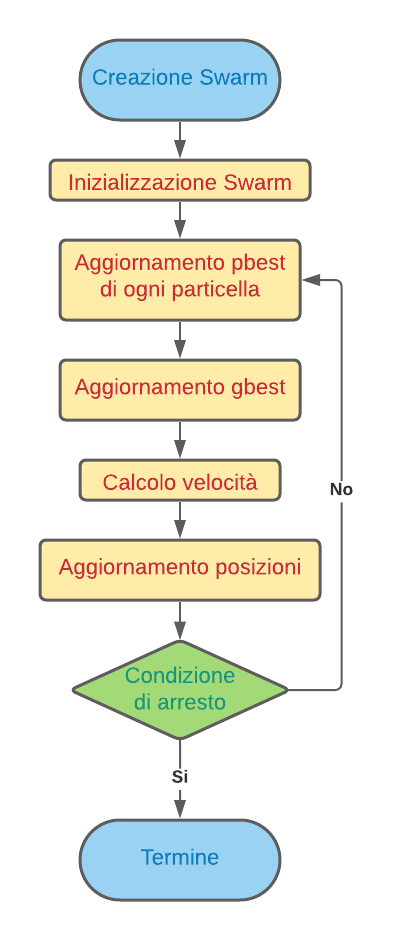 Creazione Swarm
Inizializzazione Swarm
Aggiornamento pbest
di ogni particella
Aggiornamento gbest
Calcolo velocità
No
Aggiornamento posizioni
Condizione
di arresto
Si
Termine